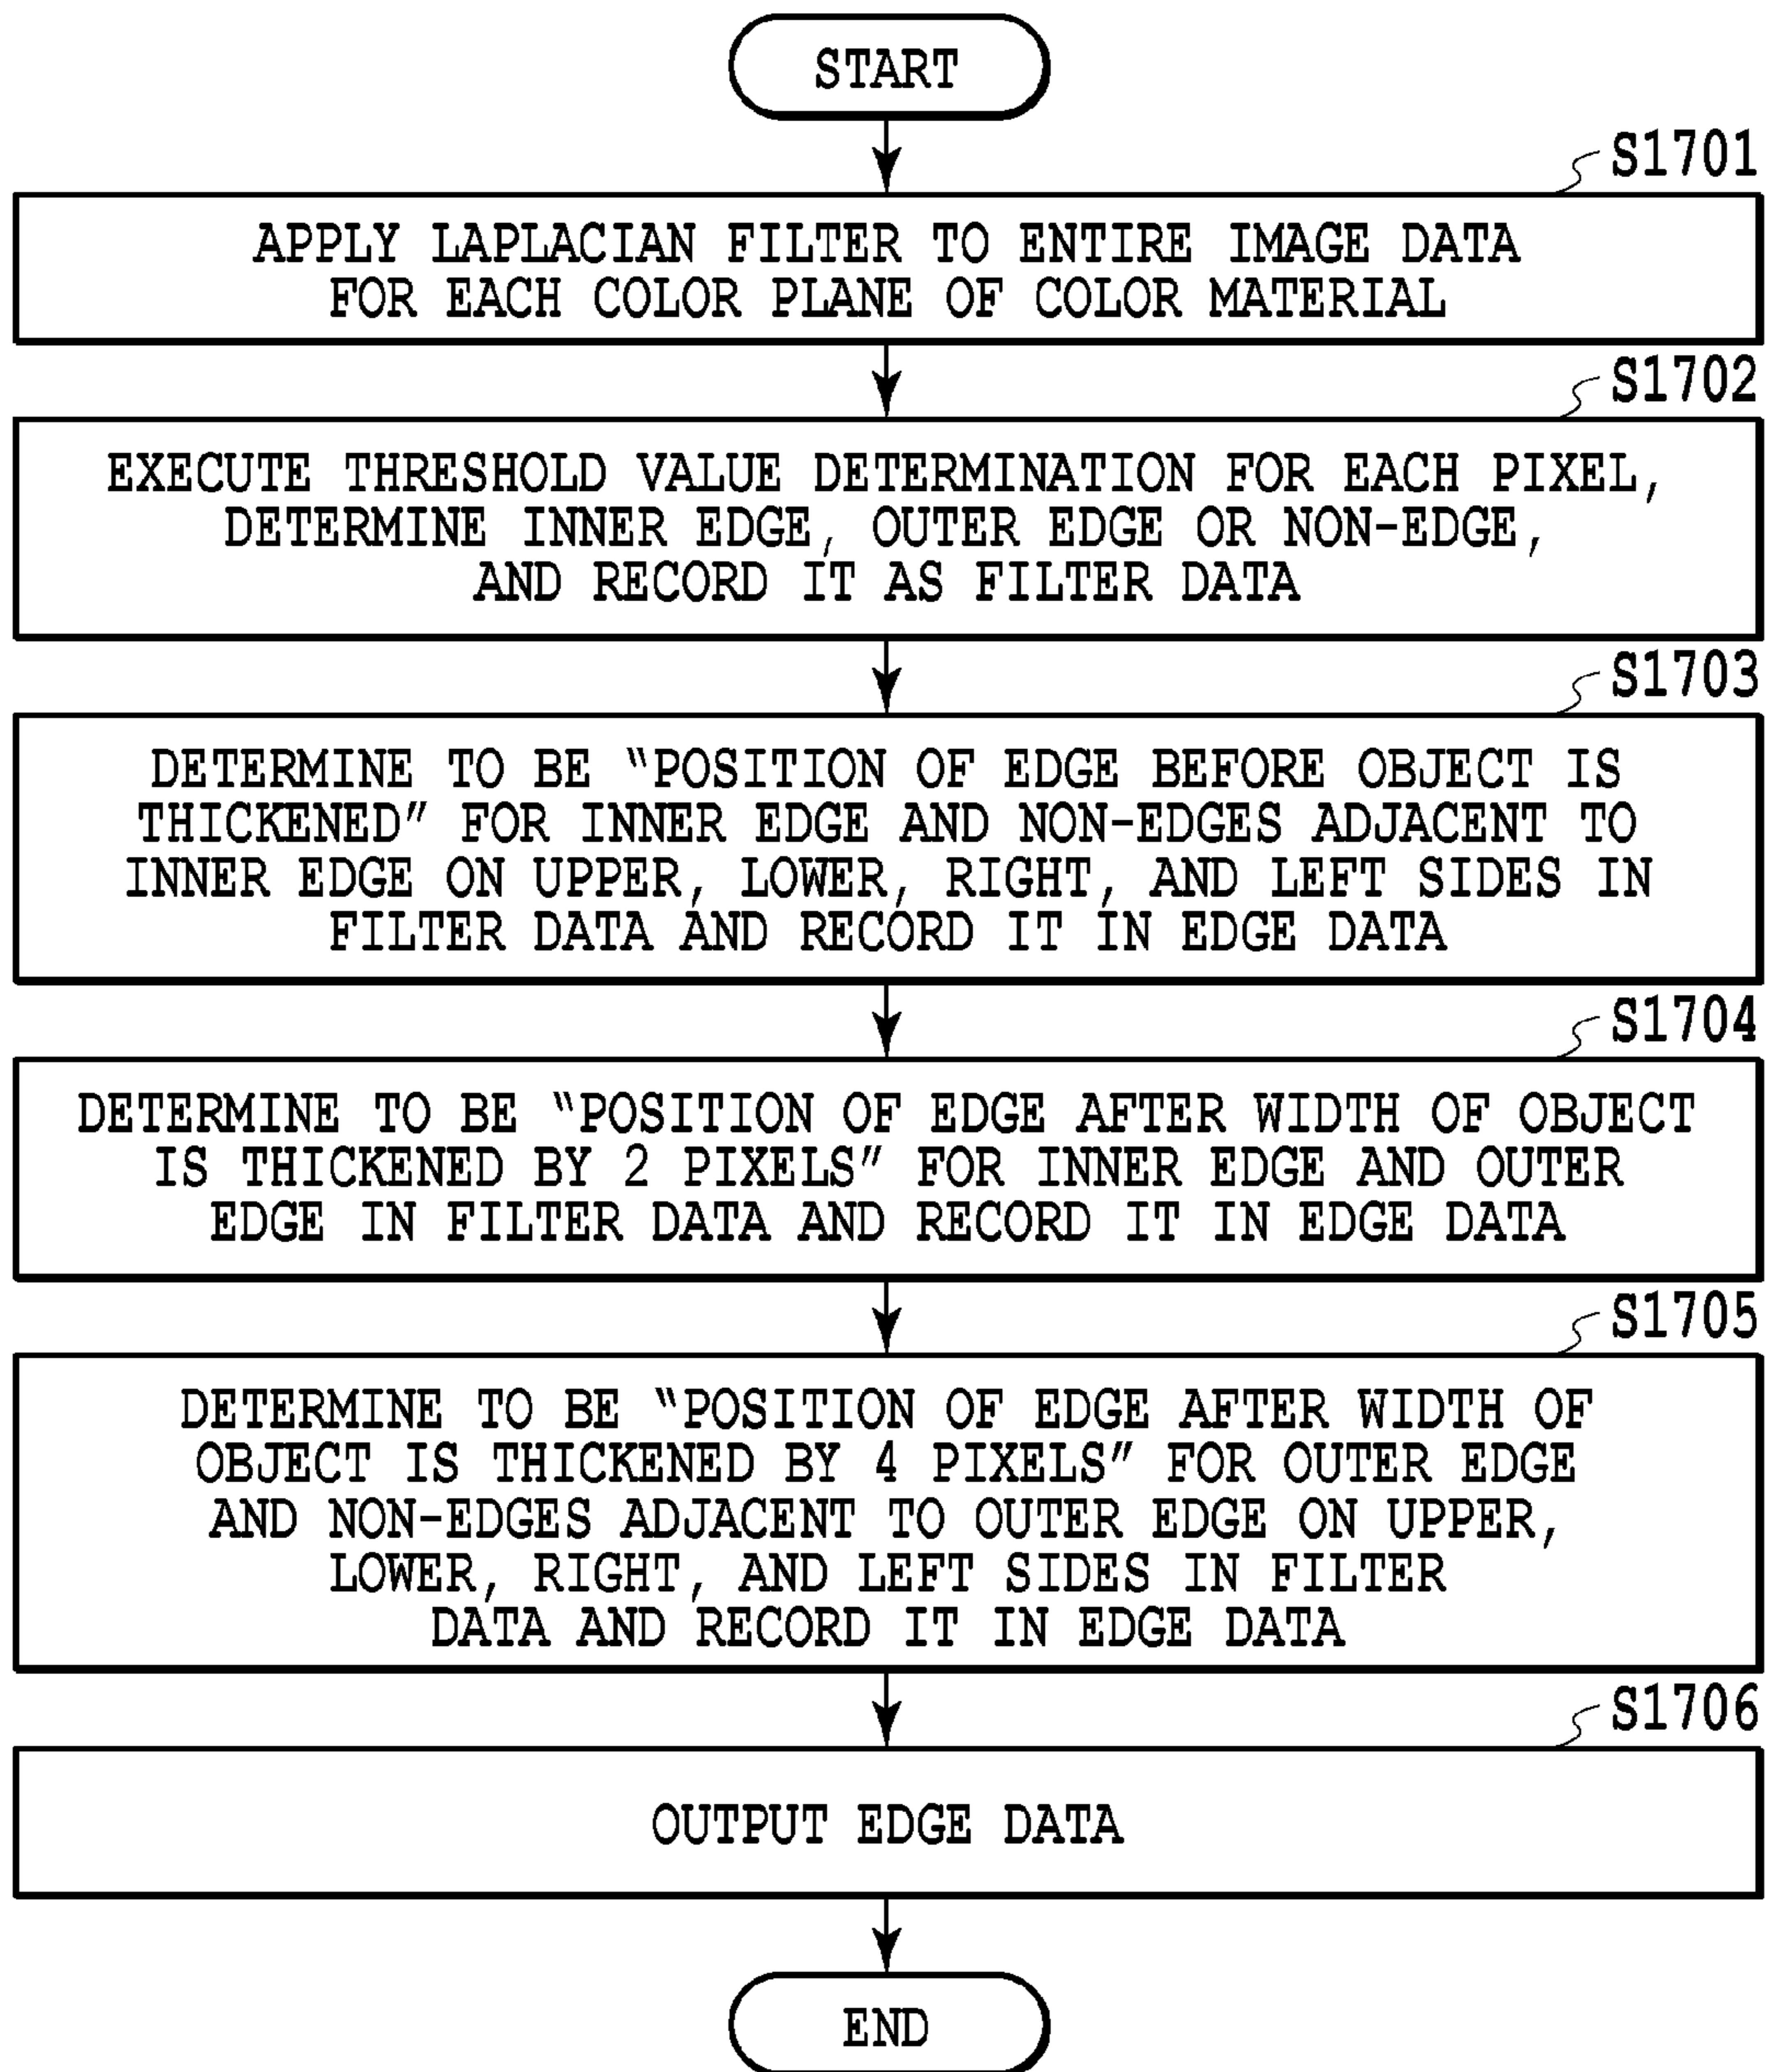 START
S1701
APPLY LAPLACIAN FILTER TO ENTIRE IMAGE DATA
FOR EACH COLOR PLANE OF COLOR MATERIAL
S1702
EXECUTE THRESHOLD VALUE DETERMINATION FOR EACH PIXEL,
DETERMINE INNER EDGE, OUTER EDGE OR NON-EDGE,
AND RECORD IT AS FILTER DATA
S1703
DETERMINE TO BE “POSITION OF EDGE BEFORE OBJECT IS
THICKENED” FOR INNER EDGE AND NON-EDGES ADJACENT TO
INNER EDGE ON UPPER, LOWER, RIGHT, AND LEFT SIDES IN
FILTER DATA AND RECORD IT IN EDGE DATA
S1704
DETERMINE TO BE “POSITION OF EDGE AFTER WIDTH OF OBJECT
IS THICKENED BY 2 PIXELS” FOR INNER EDGE AND OUTER
EDGE IN FILTER DATA AND RECORD IT IN EDGE DATA
S1705
DETERMINE TO BE “POSITION OF EDGE AFTER WIDTH OF
OBJECT IS THICKENED BY 4 PIXELS” FOR OUTER EDGE
AND NON-EDGES ADJACENT TO OUTER EDGE ON UPPER,
LOWER, RIGHT, AND LEFT SIDES IN FILTER
DATA AND RECORD IT IN EDGE DATA
S1706
OUTPUT EDGE DATA
END